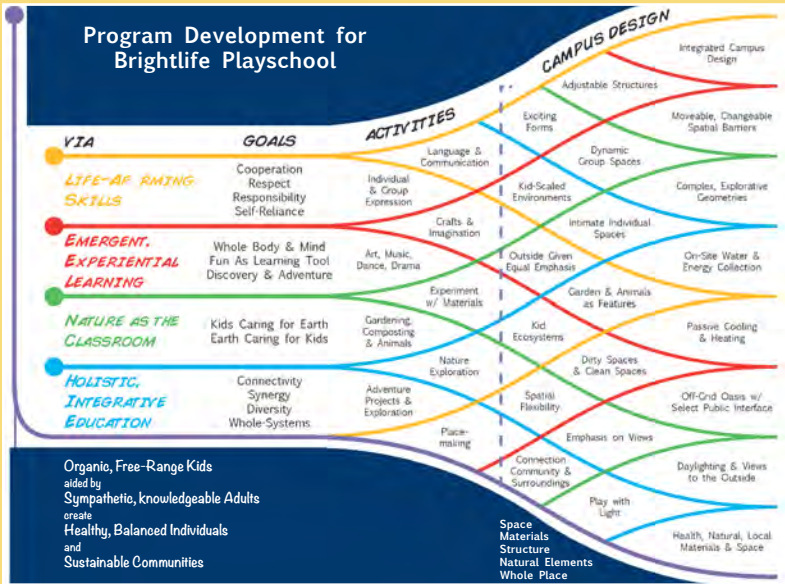 Program Development for
Brightlife Playschool
VIA
GOALS
ACTIVITIES
CAMPUS DESIGN
LIFE-AF RMING
SKILLS
Cooperation
Respect
Responsibility
Self-Reliance
EMERGENT,
EXPERIENTIAL
LEARNING
Whole Body & Mind
Fun As Learning Tool
Discovery & Adventure
NATURE AS THE
CLASSROOM
Kids Caring for Earth
Earth Caring for Kids
HOLISTIC,
INTEGRATIVE
EDUCATION
Connectivity
Synergy
Diversity
Whole-Systems
Language &
Communication
Individual
& Group
Expression
Crafts &
Imagination
Art, Music,
Dance, Drama
Experiment
w/ Materials
Gardening,
Composting
& Animals
Nature
Exploration
Adventure
Projects &
Exploration
Place-
making
Adjustable Structures
Exciting
Forms
Dynamic
Group Spaces
Kid-Scaled
Environments
Intimate Individual
Spaces
Outside Given
Equal Emphasis
Garden & Animals
as Features
Kid
Ecosystems
Dirty Spaces
& Clean Spaces
Spatial
Flexibility
Emphasis on Views
Connection
Community &
Surroundings
Play with
Light
Integrated Campus
Design
Moveable, Changeable
Spatial Barriers
Complex, Explorative
Geometries
On-Site Water &
Energy Collection
Passive Cooling
& Heating
Off-Grid Oasis w/
Select Public Interface
Daylighting & Views
to the Outside
Health, Natural, Local
Materials & Space
Organic, Free-Range Kids
aided by
Sympathetic, knowledgeable Adults
create
Healthy, Balanced Individuals
and
Sustainable Communities
Space
Materials
Structure
Natural Elements
Whole Place